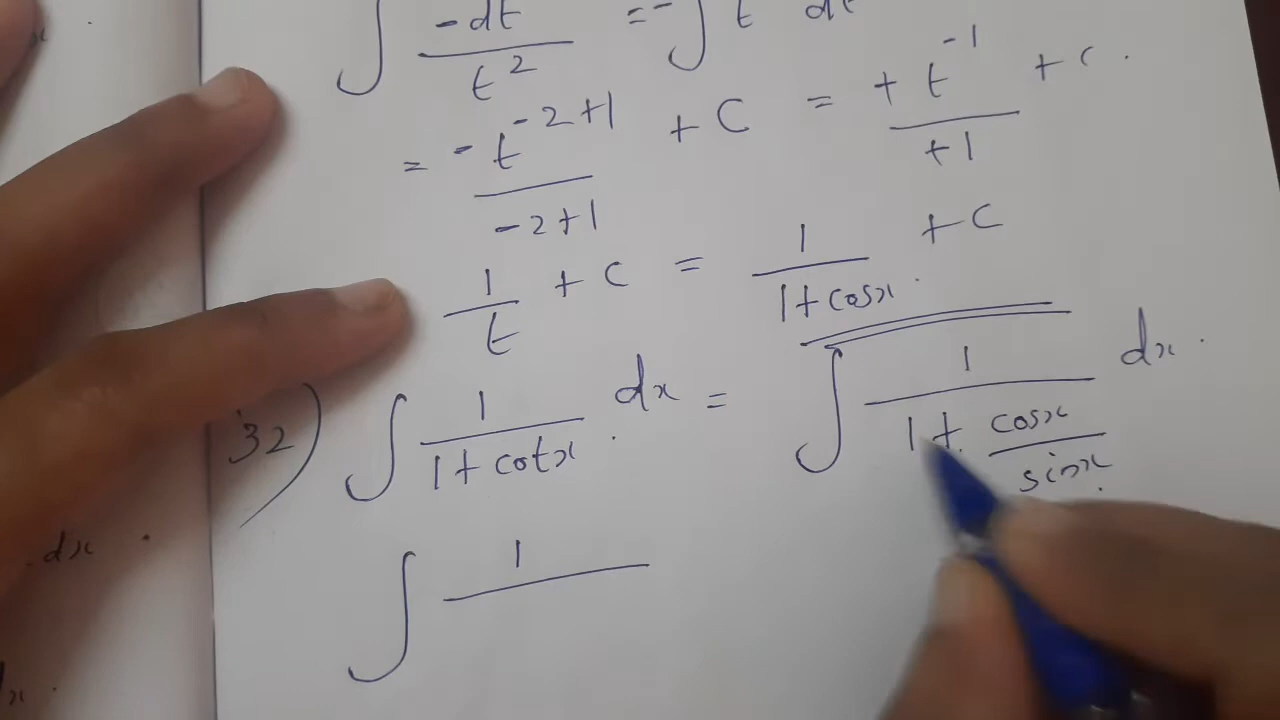 ∫ -dt / t² = -∫ t dt
= -t^(-2+1) / (-2+1) + C = + t^(-1) / +1 + C.
1/t + C = 1 / (1+cosx) + C
32) ∫ 1 / (1+cotx) dx = ∫ 1 / (1+ cosx/sinx) dx.
∫ 1 /
dx .